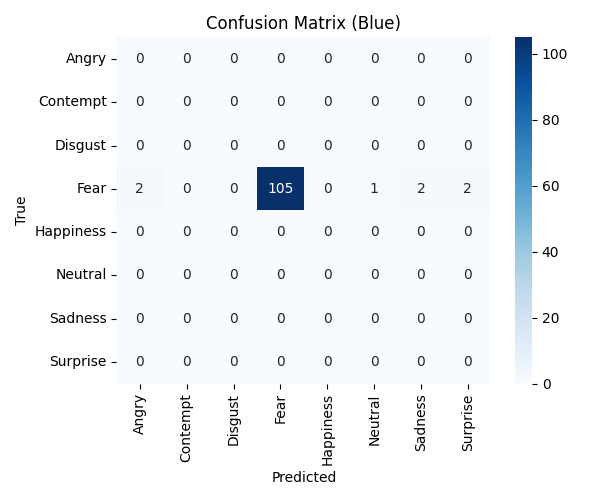 Confusion Matrix (Blue)
True
Angry 0 0 0 0 0 0 0 0
Contempt 0 0 0 0 0 0 0 0
Disgust 0 0 0 0 0 0 0 0
Fear 2 0 0 105 0 1 2 2
Happiness 0 0 0 0 0 0 0 0
Neutral 0 0 0 0 0 0 0 0
Sadness 0 0 0 0 0 0 0 0
Surprise 0 0 0 0 0 0 0 0
Angry Contempt Disgust Fear Happiness Neutral Sadness Surprise
Predicted
100
80
60
40
20
0